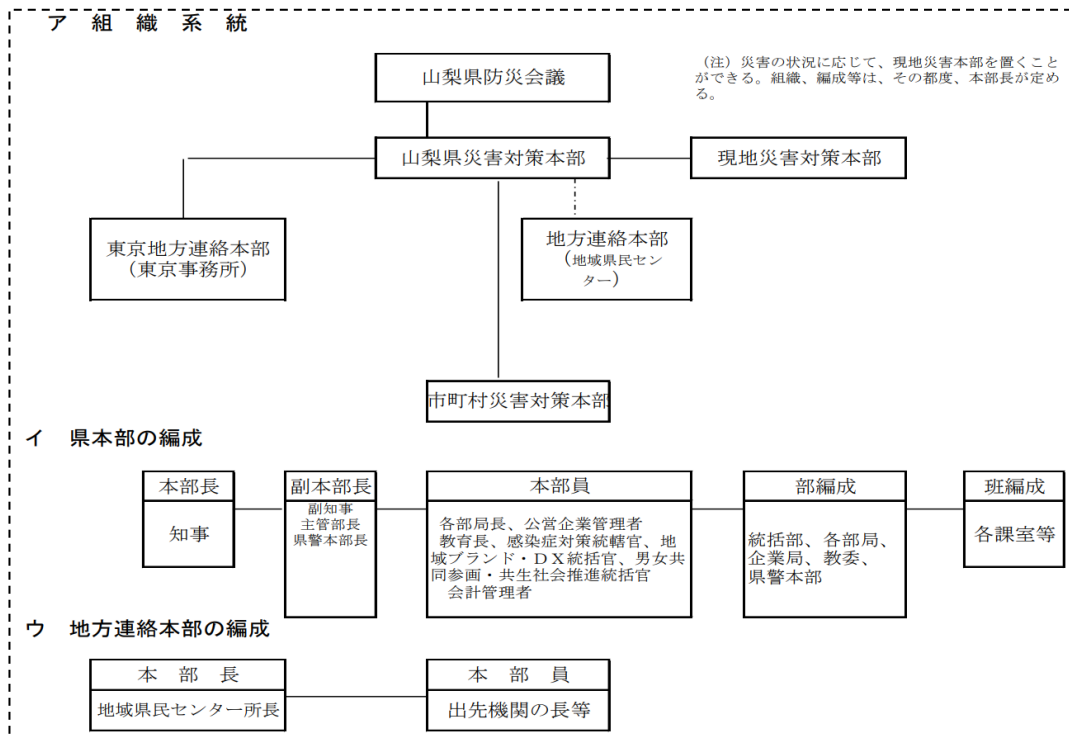 ア 組 織 系 統
山梨県防災会議
（注）災害の状況に応じて、現地災害本部を置くこと
ができる。組織、編成等は、その都度、本部長が定め
る。
山梨県災害対策本部
現地災害対策本部
東京地方連絡本部
（東京事務所）
地方連絡本部
（地域県民セン
ター）
市町村災害対策本部
イ 県本部の編成
本部長
知事
副本部長
副知事
主管部長
県警本部長
本部員
各部局長、公営企業管理者
教育長、感染症対策統轄官、地
域ブランド・ＤＸ統括官、男女共
同参画・共生社会推進統括官
会計管理者
部編成
統括部、各部局、
企業局、教委、
県警本部
班編成
各課室等
ウ 地方連絡本部の編成
本 部 長
地域県民センター所長
本 部 員
出先機関の長等